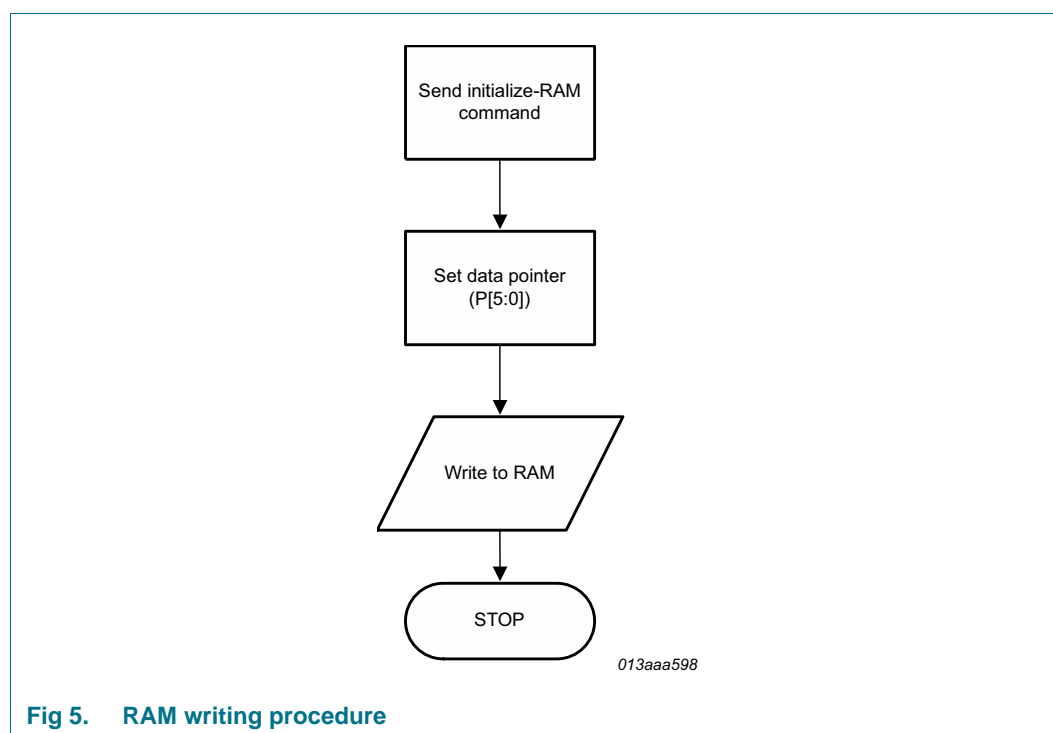 Send initialize-RAM
command
Set data pointer
(P[5:0])
Write to RAM
STOP
013aaa598
Fig 5. RAM writing procedure